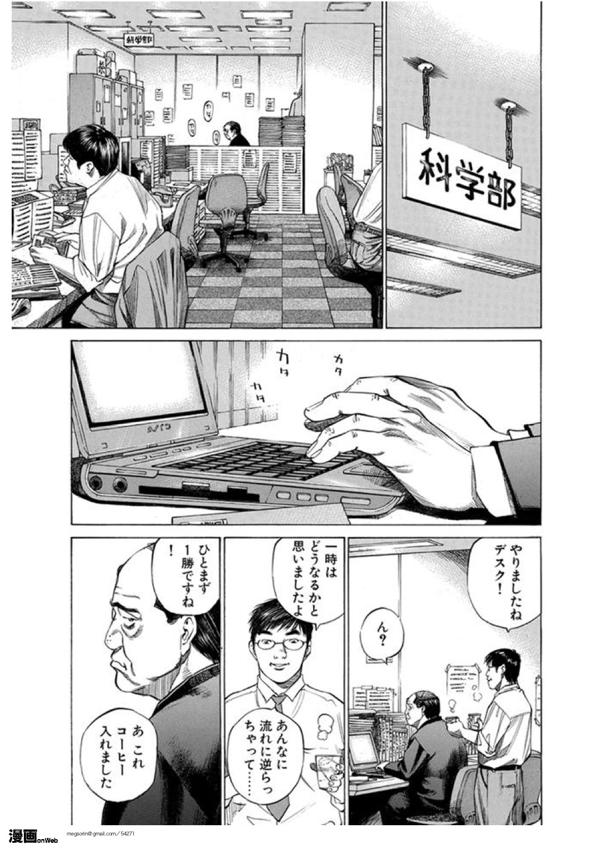 科学部
科学部
カタ
カタ
やりましたね
デスク!
ん?
一時は
どうなるかと
思いましたよ
あんなに
流れに逆らっ
ちゃって……
ひとまず
1勝ですね
!
あ これ
コーヒー
入れました
漫画onWeb
megaorin@gmail.com/54271